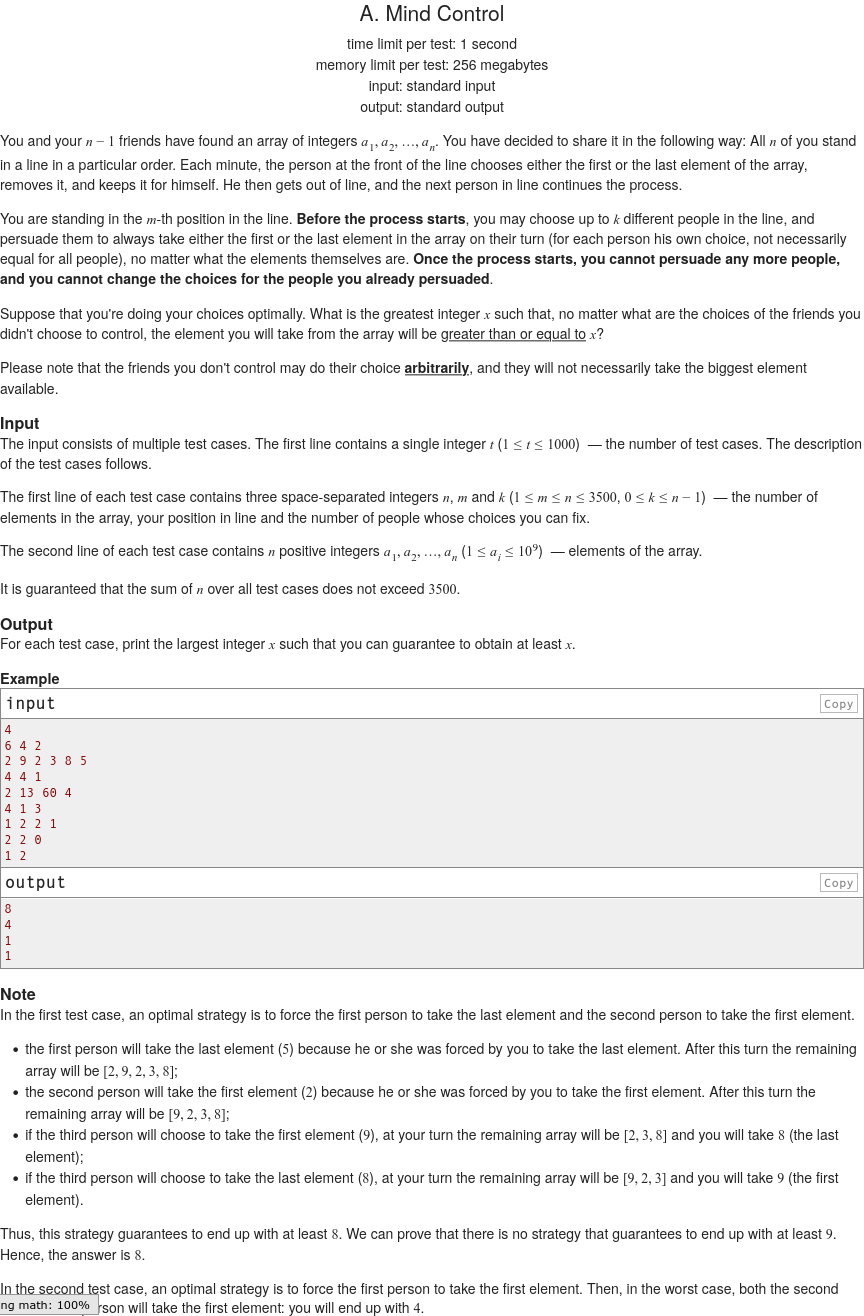 A. Mind Control
time limit per test: 1 second
memory limit per test: 256 megabytes
input: standard input
output: standard output
You and your n − 1 friends have found an array of integers a1, a2, …, an. You have decided to share it in the following way: All n of you stand
in a line in a particular order. Each minute, the person at the front of the line chooses either the first or the last element of the array,
removes it, and keeps it for himself. He then gets out of line, and the next person in line continues the process.
You are standing in the m-th position in the line. Before the process starts, you may choose up to k different people in the line, and
persuade them to always take either the first or the last element in the array on their turn (for each person his own choice, not necessarily
equal for all people), no matter what the elements themselves are. Once the process starts, you cannot persuade any more people,
and you cannot change the choices for the people you already persuaded.
Suppose that you're doing your choices optimally. What is the greatest integer x such that, no matter what are the choices of the friends you
didn't choose to control, the element you will take from the array will be greater than or equal to x?
Please note that the friends you don't control may do their choice arbitrarily, and they will not necessarily take the biggest element
available.
Input
The input consists of multiple test cases. The first line contains a single integer t (1 ≤ t ≤ 1000) — the number of test cases. The description
of the test cases follows.
The first line of each test case contains three space-separated integers n, m and k (1 ≤ m ≤ n ≤ 3500, 0 ≤ k ≤ n − 1) — the number of
elements in the array, your position in line and the number of people whose choices you can fix.
The second line of each test case contains n positive integers a1, a2, …, an (1 ≤ ai ≤ 10^9) — elements of the array.
It is guaranteed that the sum of n over all test cases does not exceed 3500.
Output
For each test case, print the largest integer x such that you can guarantee to obtain at least x.
Example
input Copy
4
6 4 2
2 9 2 3 8 5
4 4 1
2 13 60 4
4 1 3
1 2 2 1
2 2 0
1 2
output Copy
8
4
1
1
Note
In the first test case, an optimal strategy is to force the first person to take the last element and the second person to take the first element.
• the first person will take the last element (5) because he or she was forced by you to take the last element. After this turn the remaining
array will be [2, 9, 2, 3, 8];
• the second person will take the first element (2) because he or she was forced by you to take the first element. After this turn the
remaining array will be [9, 2, 3, 8];
• if the third person will choose to take the first element (9), at your turn the remaining array will be [2, 3, 8] and you will take 8 (the last
element);
• if the third person will choose to take the last element (8), at your turn the remaining array will be [9, 2, 3] and you will take 9 (the first
element).
Thus, this strategy guarantees to end up with at least 8. We can prove that there is no strategy that guarantees to end up with at least 9.
Hence, the answer is 8.
In the second test case, an optimal strategy is to force the first person to take the first element. Then, in the worst case, both the second
ng math: 100% rson will take the first element: you will end up with 4.